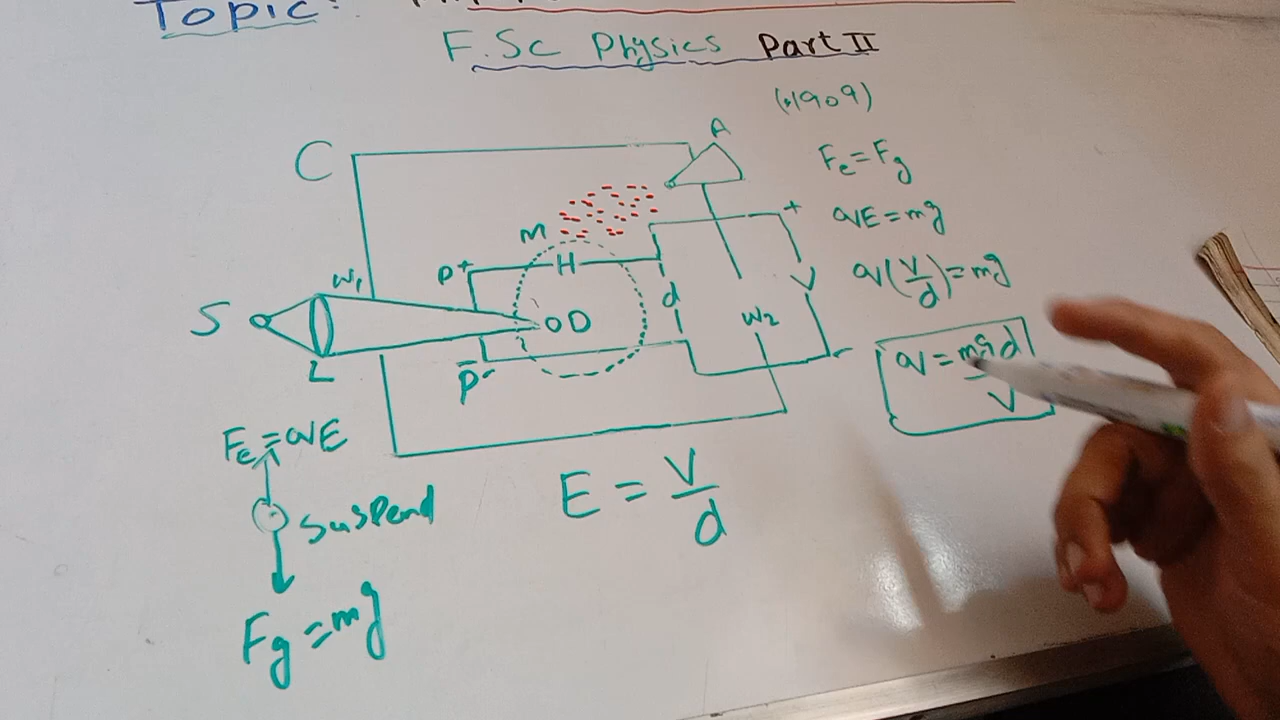 Topic:
F.Sc Physics Part II
(1909)
C
A
Fe=Fg
M
+
qE=mg
P+
H
W1
d
V
q(V/d)=mg
S
D
W2
L
P-
q=mgd/V
Fe=qE
suspend
E=V/d
Fg=mg